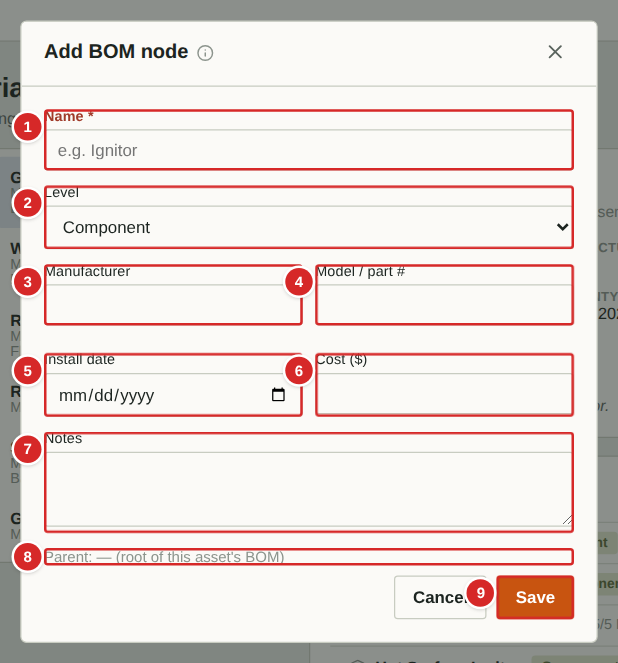 Add BOM node
1 Name *
e.g. Ignitor
2 Level
Component
3 Manufacturer 4 Model / part #
5 Install date 6 Cost ($)
mm/dd/yyyy
7 Notes
8 Parent: — (root of this asset's BOM)
9 Save